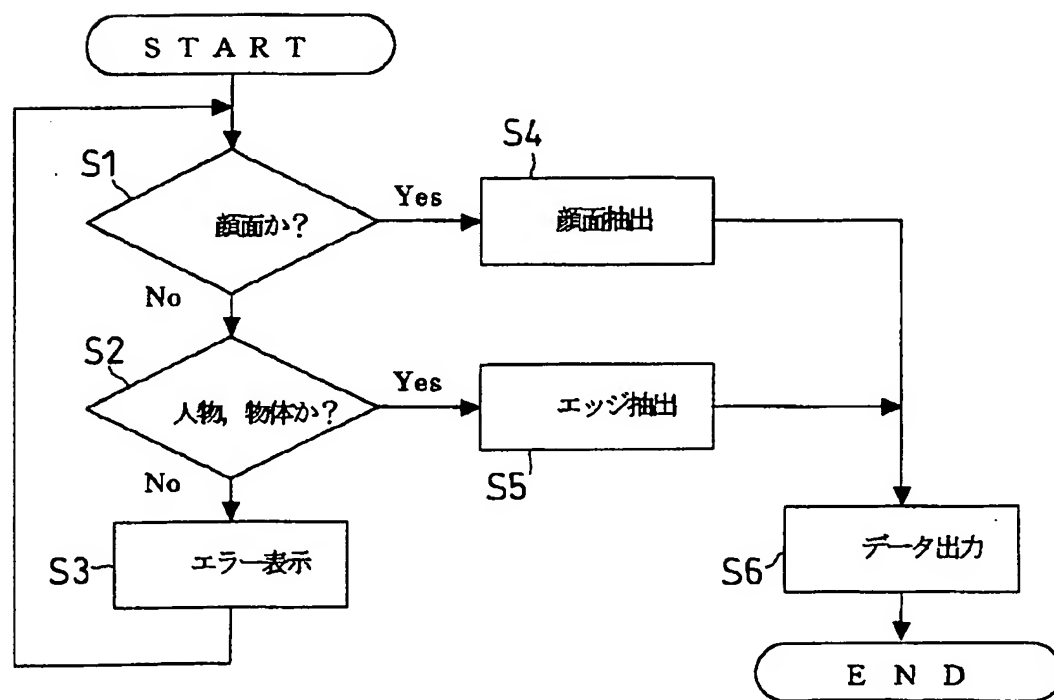 START
S1
顔面か?
Yes
S4
顔面抽出
No
S2
人物,物体か?
Yes
エッジ抽出
S5
No
S3
エラー表示
データ出力
S6
END